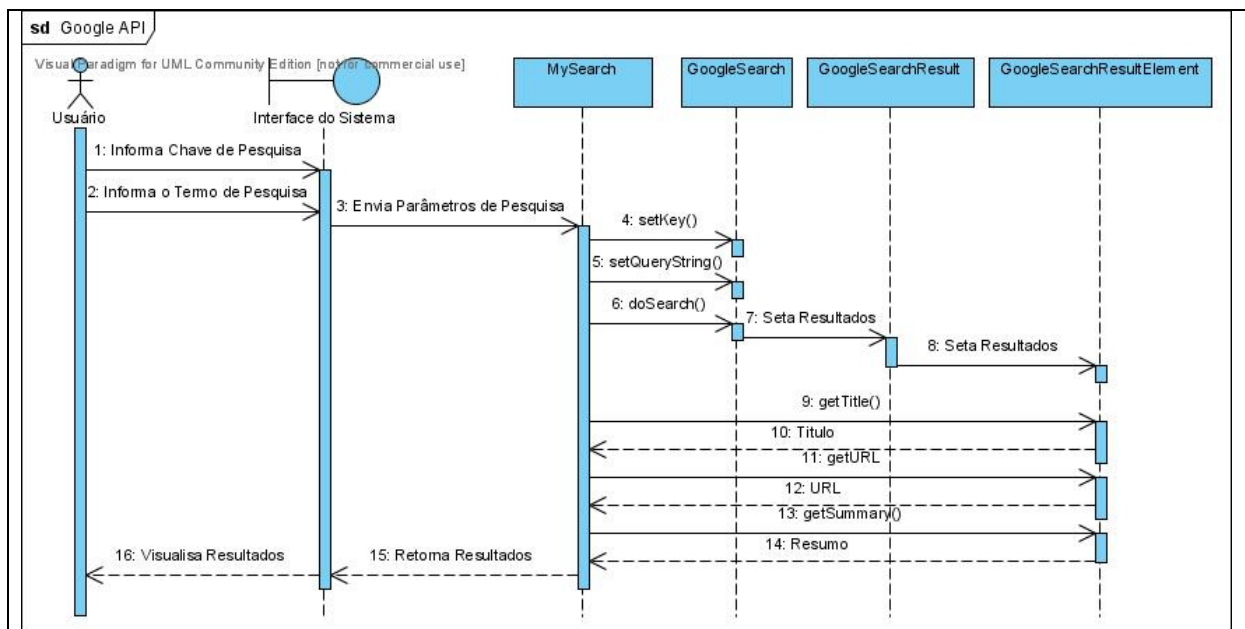 sd Google API
Visual Paradigm for UML Community Edition [not for commercial use]
Usuário
Interface do Sistema
MySearch
GoogleSearch
GoogleSearchResult
GoogleSearchResultElement
1: Informa Chave de Pesquisa
2: Informa o Termo de Pesquisa
3: Envia Parâmetros de Pesquisa
4: setKey()
5: setQueryString()
6: doSearch()
7: Seta Resultados
8: Seta Resultados
9: getTitle()
10: Titulo
11: getURL
12: URL
13: getSummary()
14: Resumo
15: Retorna Resultados
16: Visualisa Resultados